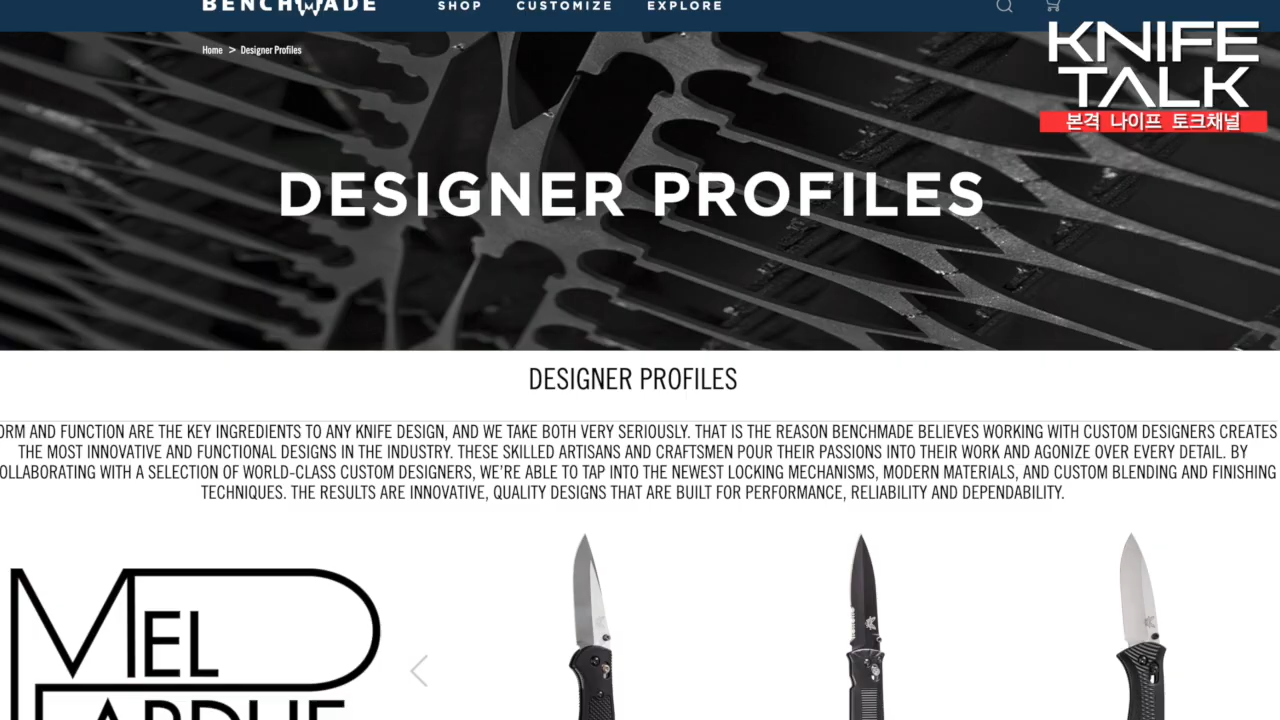 BENCHMADE
SHOP CUSTOMIZE EXPLORE
Home > Designer Profiles
KNIFE
TALK
본격 나이프 토크채널
DESIGNER PROFILES
DESIGNER PROFILES
ORM AND FUNCTION ARE THE KEY INGREDIENTS TO ANY KNIFE DESIGN, AND WE TAKE BOTH VERY SERIOUSLY. THAT IS THE REASON BENCHMADE BELIEVES WORKING WITH CUSTOM DESIGNERS CREATES
THE MOST INNOVATIVE AND FUNCTIONAL DESIGNS IN THE INDUSTRY. THESE SKILLED ARTISANS AND CRAFTSMEN POUR THEIR PASSIONS INTO THEIR WORK AND AGONIZE OVER EVERY DETAIL. BY
OLLABORATING WITH A SELECTION OF WORLD-CLASS CUSTOM DESIGNERS, WE'RE ABLE TO TAP INTO THE NEWEST LOCKING MECHANISMS, MODERN MATERIALS, AND CUSTOM BLENDING AND FINISHING
TECHNIQUES. THE RESULTS ARE INNOVATIVE, QUALITY DESIGNS THAT ARE BUILT FOR PERFORMANCE, RELIABILITY AND DEPENDABILITY.
MEL
PARDUE